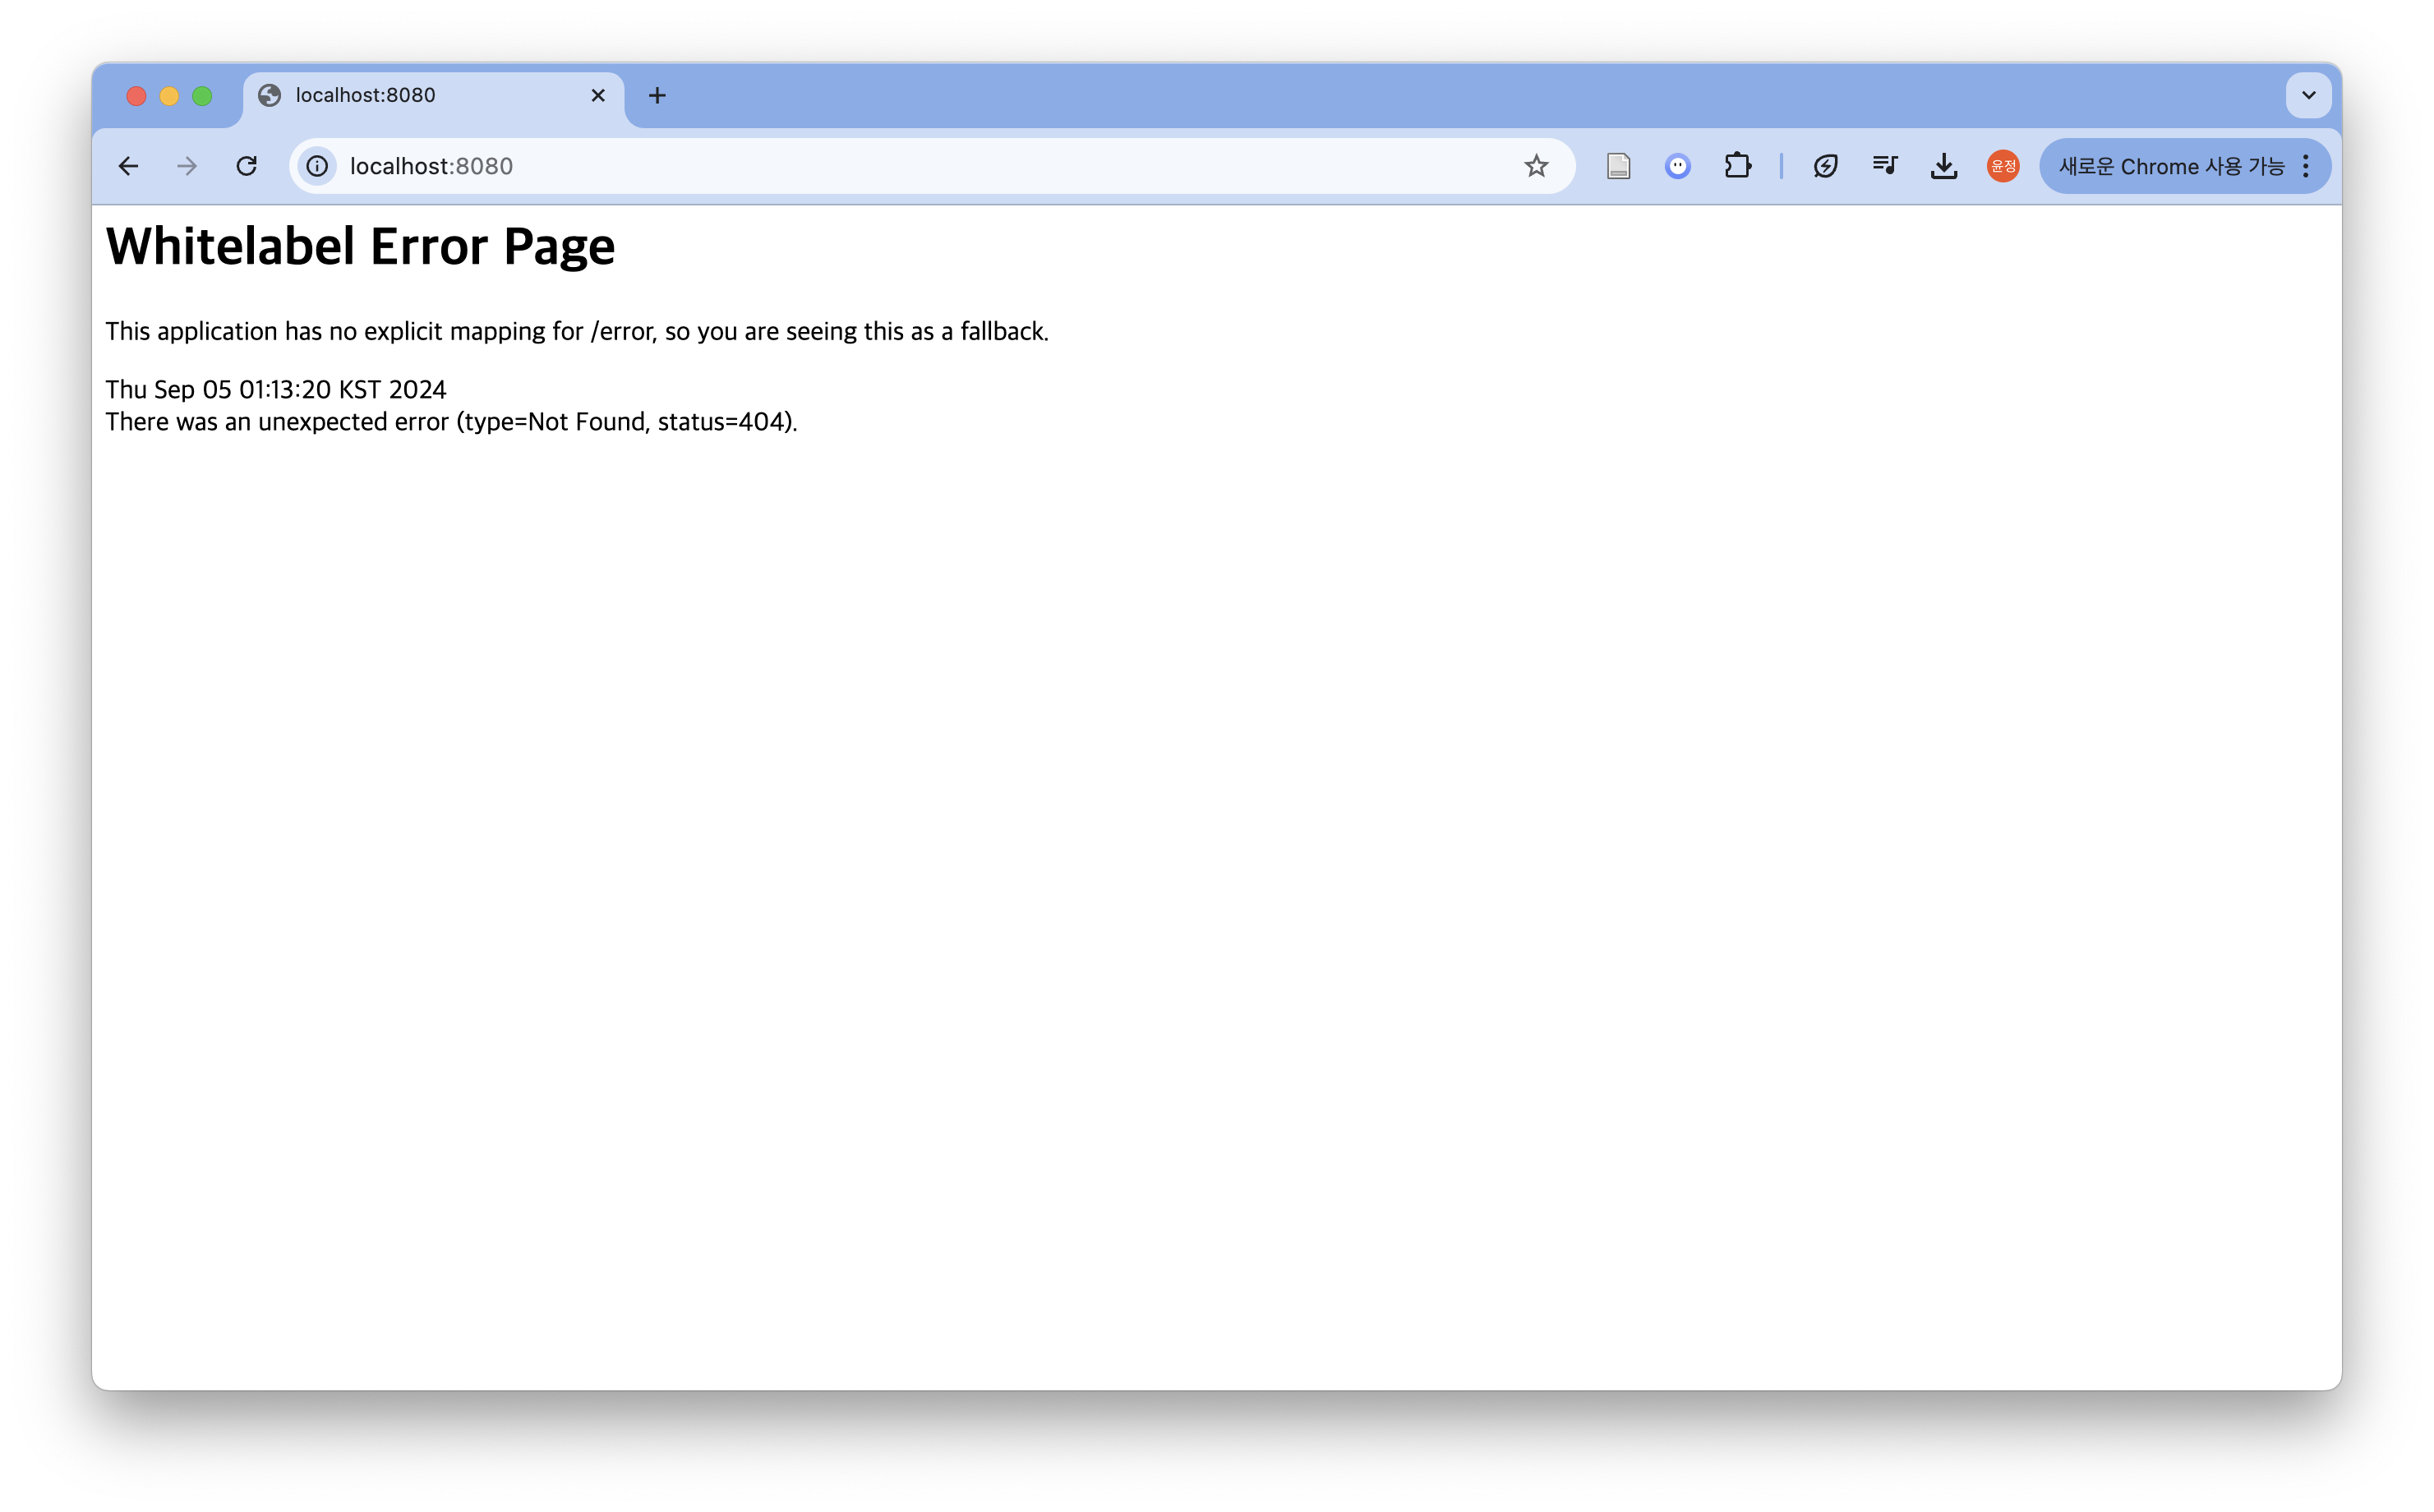 localhost:8080
localhost:8080
윤정
새로운 Chrome 사용 가능
Whitelabel Error Page
This application has no explicit mapping for /error, so you are seeing this as a fallback.
Thu Sep 05 01:13:20 KST 2024
There was an unexpected error (type=Not Found, status=404).